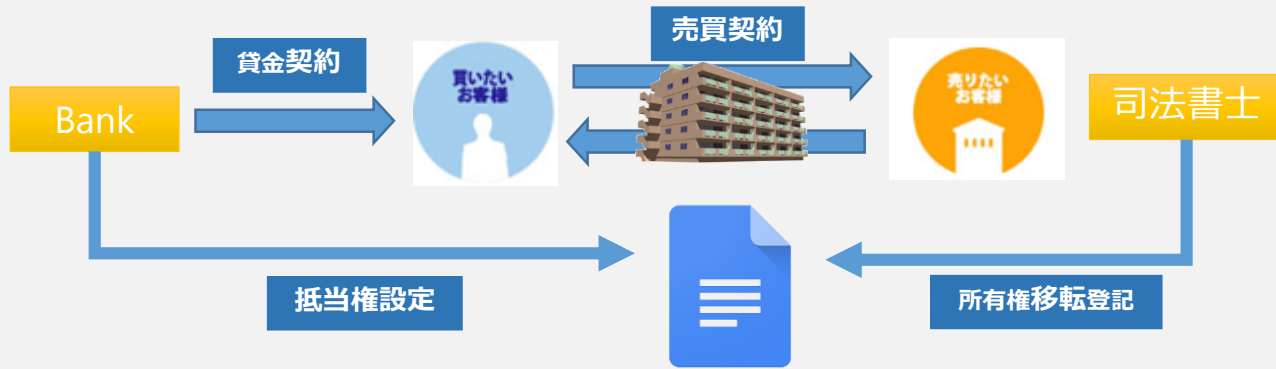 売買契約
貸金契約
買いたい
お客様
売りたい
お客様
Bank
司法書士
抵当権設定
所有権移転登記